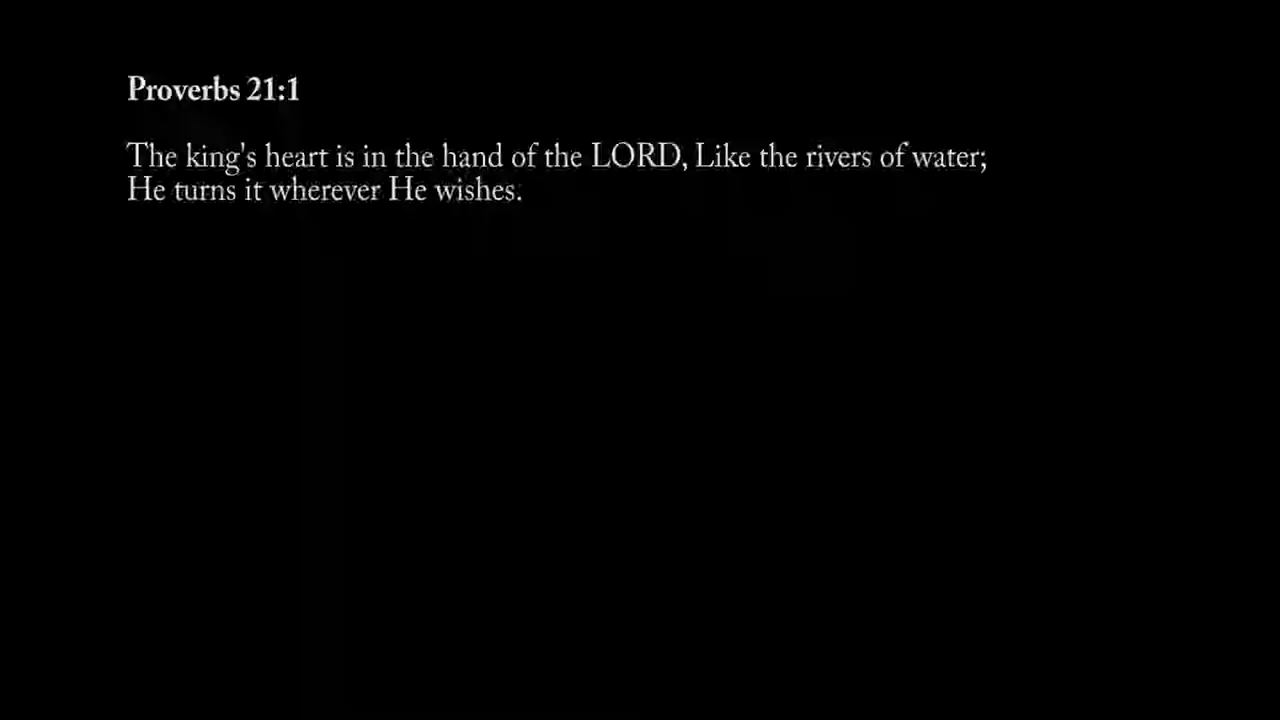 Proverbs 21:1
The king's heart is in the hand of the LORD, Like the rivers of water;
He turns it wherever He wishes.